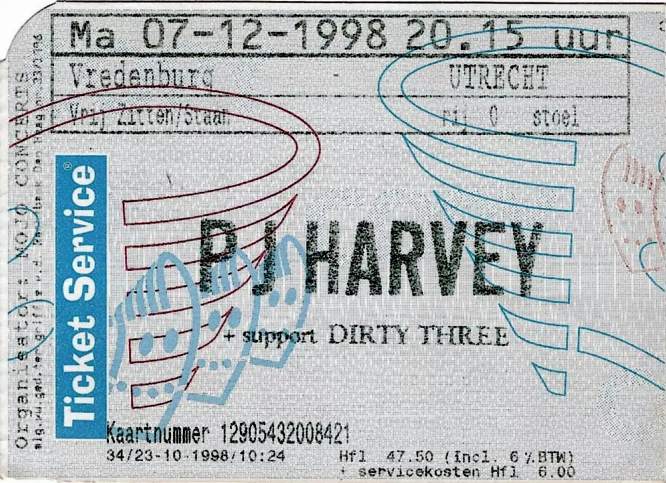 Ma 07-12-1998 20.15 uur
Vredenburg - UTRECHT
Vrij Zitten/Staan rij 0 stoel
Organisators MOJO CONCERTS
Ticket Service®
P J HARVEY
+ support DIRTY THREE
Kaartnummer 12905432008421
34/23-10-1998/10:24 Hfl 47.50 (Incl. 6%BTW)
+ servicekosten Hfl 6.00